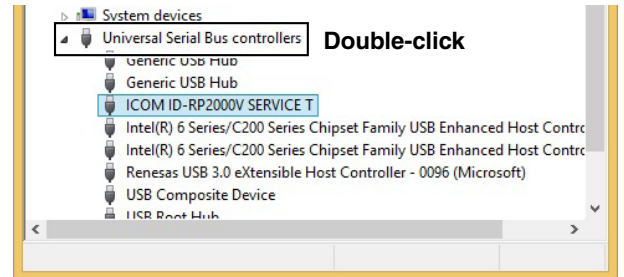 System devices
Universal Serial Bus controllers Double-click
Generic USB Hub
Generic USB Hub
ICOM ID-RP2000V SERVICE T
Intel(R) 6 Series/C200 Series Chipset Family USB Enhanced Host Contrc
Intel(R) 6 Series/C200 Series Chipset Family USB Enhanced Host Contrc
Renesas USB 3.0 eXtensible Host Controller - 0096 (Microsoft)
USB Composite Device
USB Root Hub